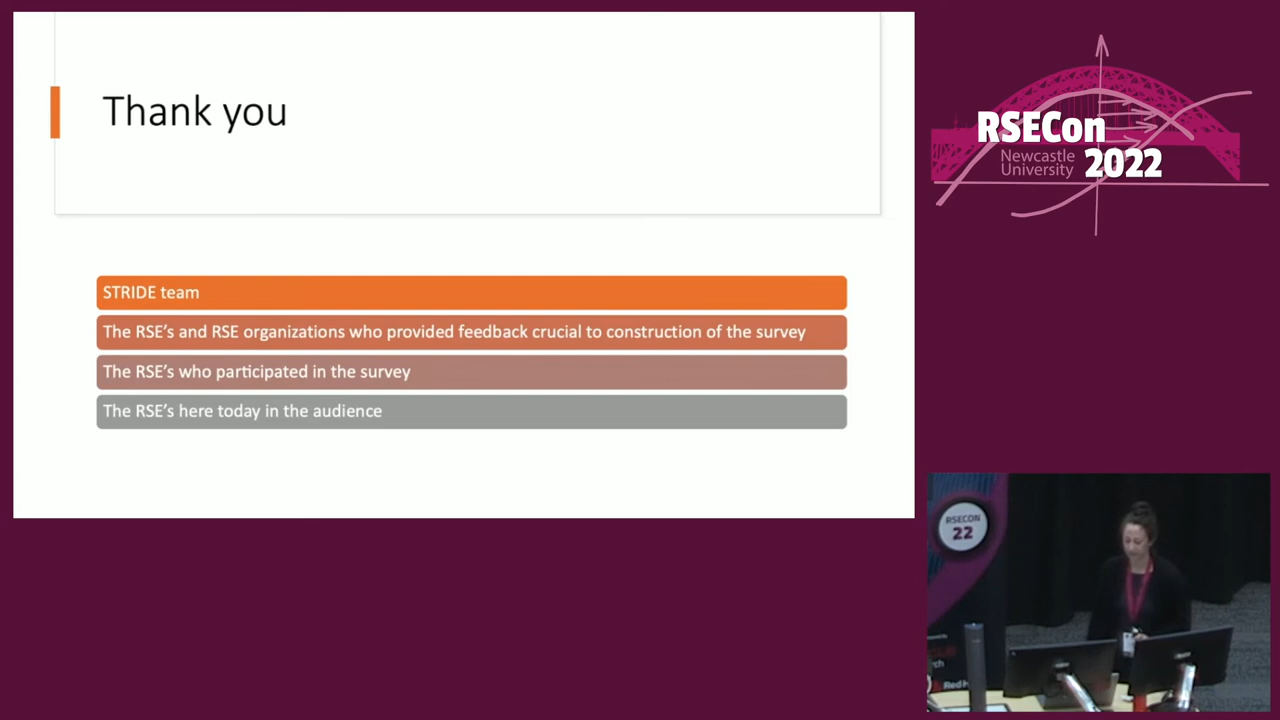 Thank you
STRIDE team
The RSE's and RSE organizations who provided feedback crucial to construction of the survey
The RSE's who participated in the survey
The RSE's here today in the audience
RSECon
Newcastle
University
2022
RSECON
22
Red H